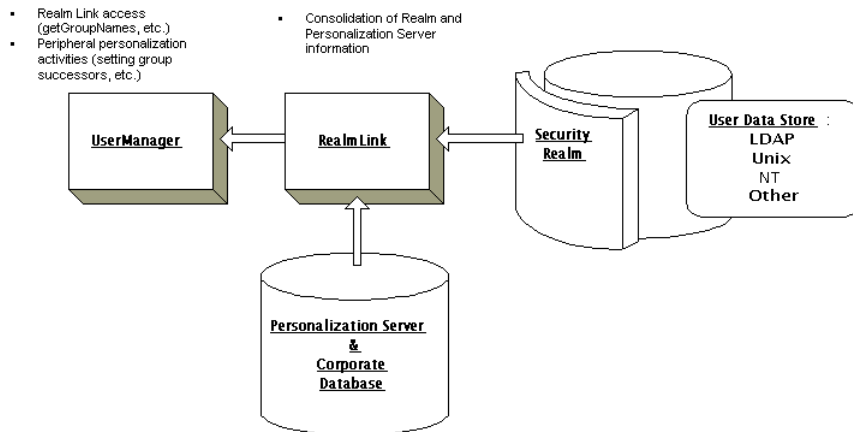 Realm Link access
(getGroupNames, etc.)
Peripheral personalization
activities (setting group
successors, etc.)
Consolidation of Realm and
Personalization Server
information
UserManager
RealmLink
Security
Realm
User Data Store :
LDAP
Unix
NT
Other
Personalization Server
&
Corporate
Database